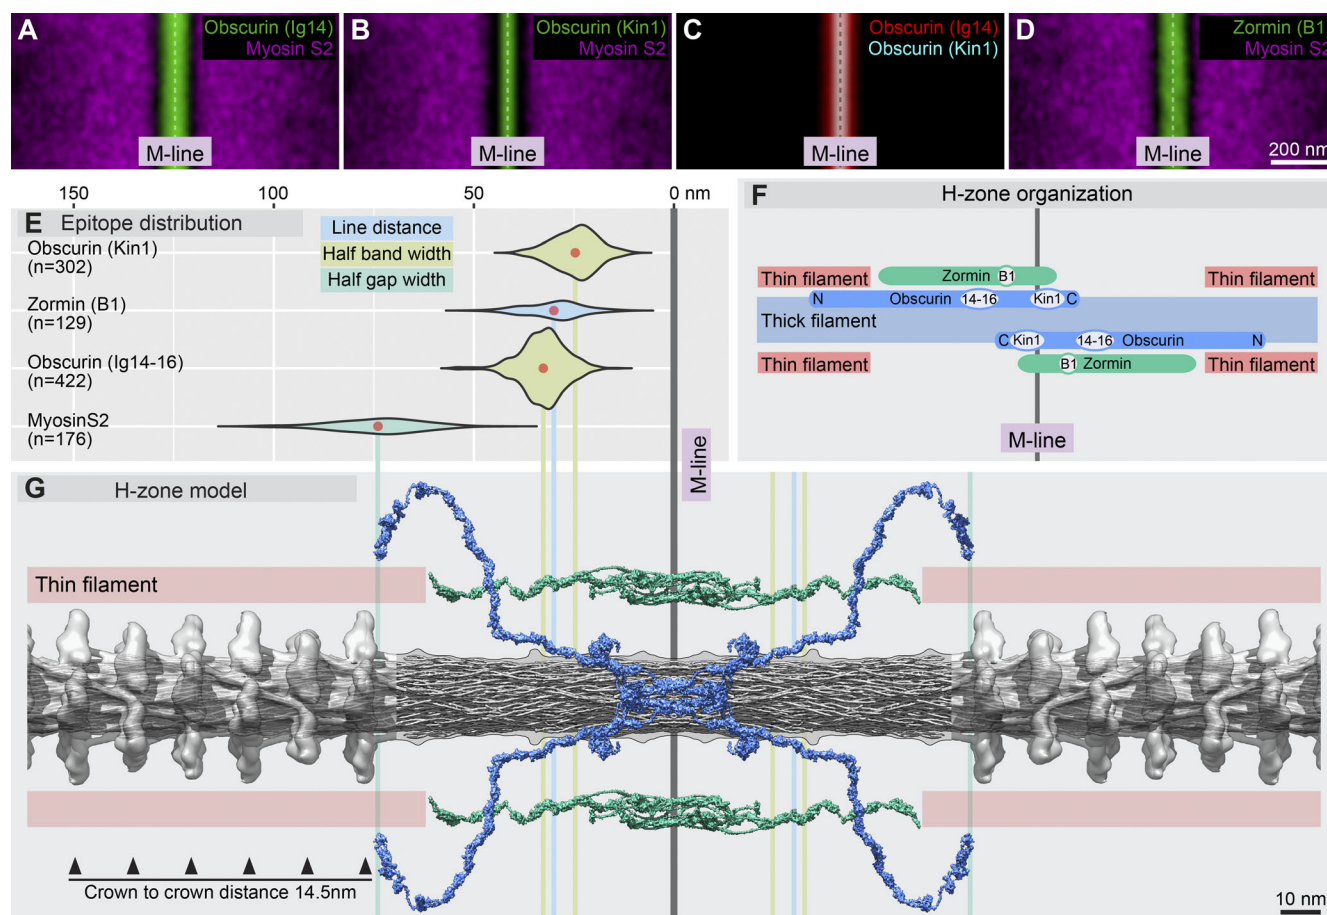 A
Obscurin (Ig14)
Myosin S2
M-line
B
Obscurin (Kin1)
Myosin S2
M-line
C
Obscurin (Ig14)
Obscurin (Kin1)
M-line
D
Zormin (B1
Myosin S2
M-line
200 nm
150
100
50
0 nm
E Epitope distribution
Line distance
Half band width
Half gap width
Obscurin (Kin1)
(n=302)
Zormin (B1)
(n=129)
Obscurin (Ig14-16)
(n=422)
MyosinS2
(n=176)
M-line
F H-zone organization
Thin filament Zormin B1 Thin filament
N Obscurin 14-16 Kin1 C
Thick filament
C Kin1 14-16 Obscurin N
Thin filament B1 Zormin Thin filament
M-line
G H-zone model
Thin filament
Crown to crown distance 14.5nm
10 nm